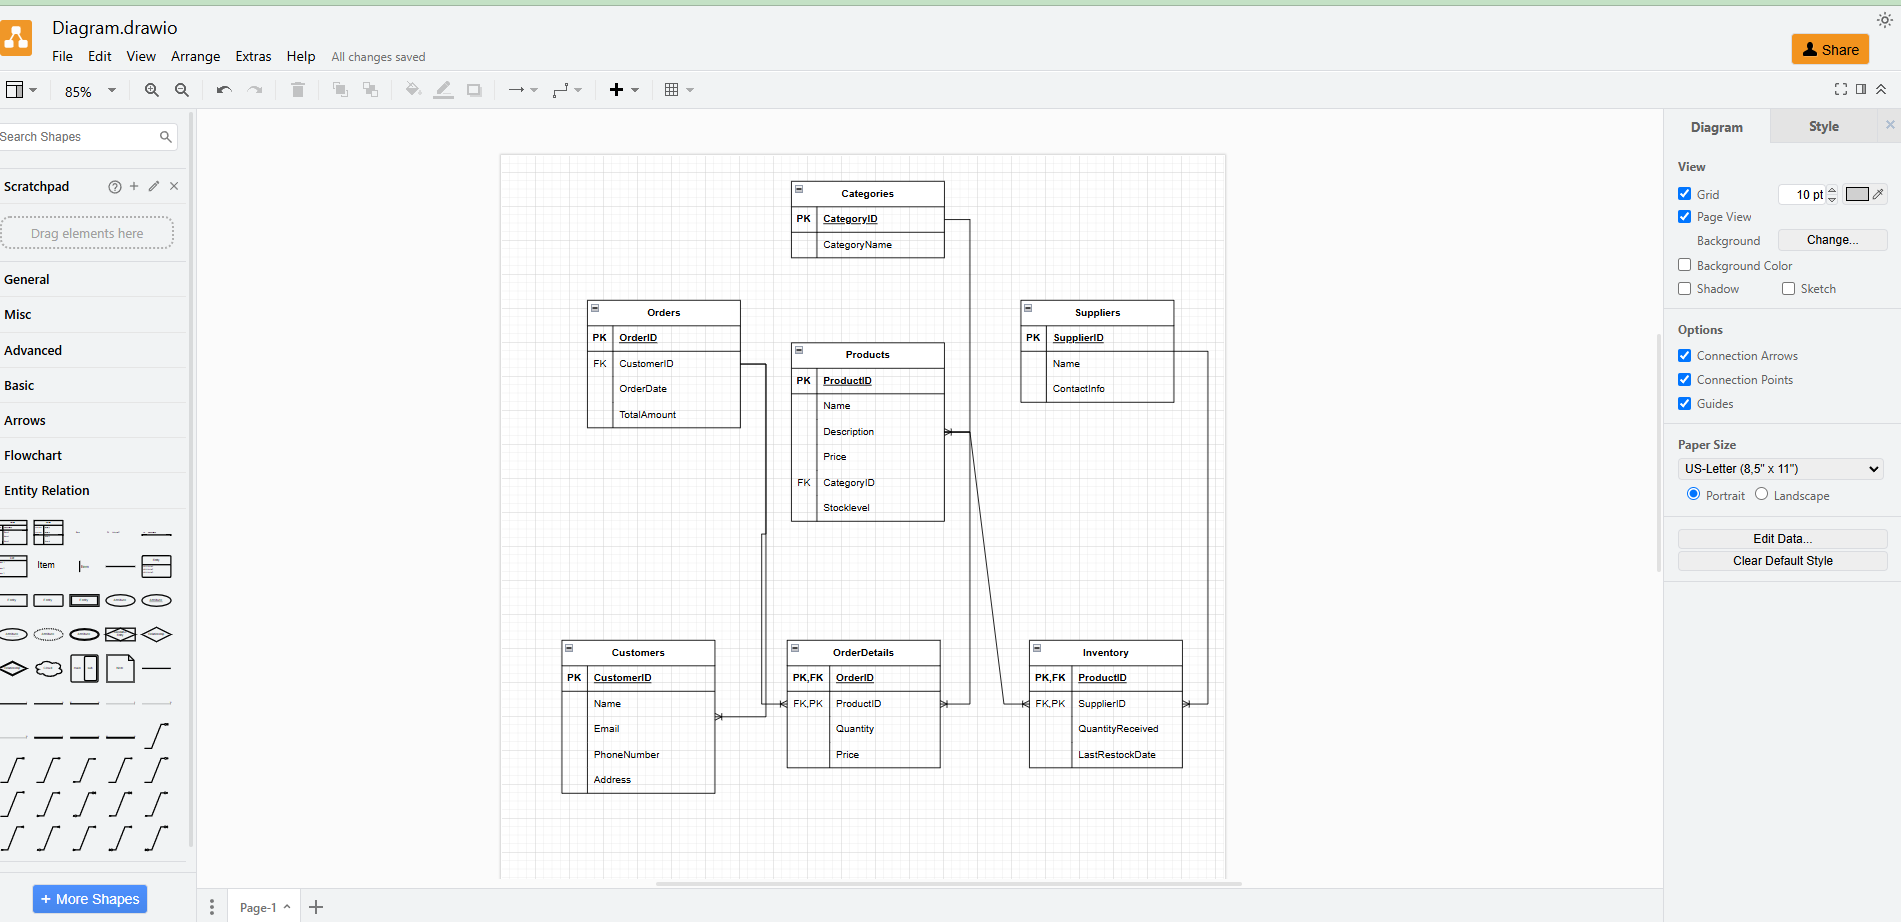 Diagram.drawio
File Edit View Arrange Extras Help All changes saved
Share
85%
Search Shapes
Scratchpad
Drag elements here
General
Misc
Advanced
Basic
Arrows
Flowchart
Entity Relation
Item
+ More Shapes
Categories
PK CategoryID
CategoryName
Orders
PK OrderID
FK CustomerID
OrderDate
TotalAmount
Products
PK ProductID
Name
Description
Price
FK CategoryID
Stocklevel
Suppliers
PK SupplierID
Name
ContactInfo
Customers
PK CustomerID
Name
Email
PhoneNumber
Address
OrderDetails
PK,FK OrderID
FK,PK ProductID
Quantity
Price
Inventory
PK,FK ProductID
FK,PK SupplierID
QuantityReceived
LastRestockDate
Page-1
Diagram Style
View
Grid 10 pt
Page View
Background Change...
Background Color
Shadow Sketch
Options
Connection Arrows
Connection Points
Guides
Paper Size
US-Letter (8,5" x 11")
Portrait Landscape
Edit Data...
Clear Default Style